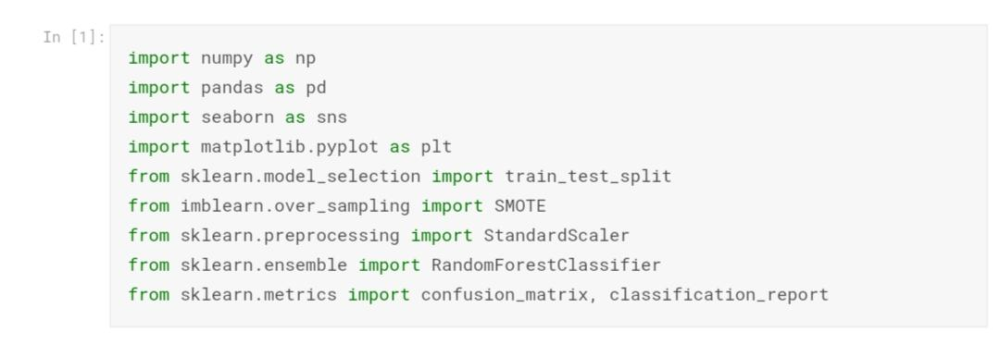 In [1]:
import numpy as np
import pandas as pd
import seaborn as sns
import matplotlib.pyplot as plt
from sklearn.model_selection import train_test_split
from imblearn.over_sampling import SMOTE
from sklearn.preprocessing import StandardScaler
from sklearn.ensemble import RandomForestClassifier
from sklearn.metrics import confusion_matrix, classification_report